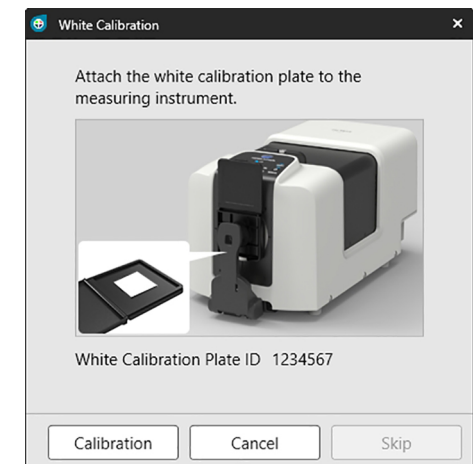 White Calibration
Attach the white calibration plate to the
measuring instrument.
White Calibration Plate ID 1234567
Calibration
Cancel
Skip